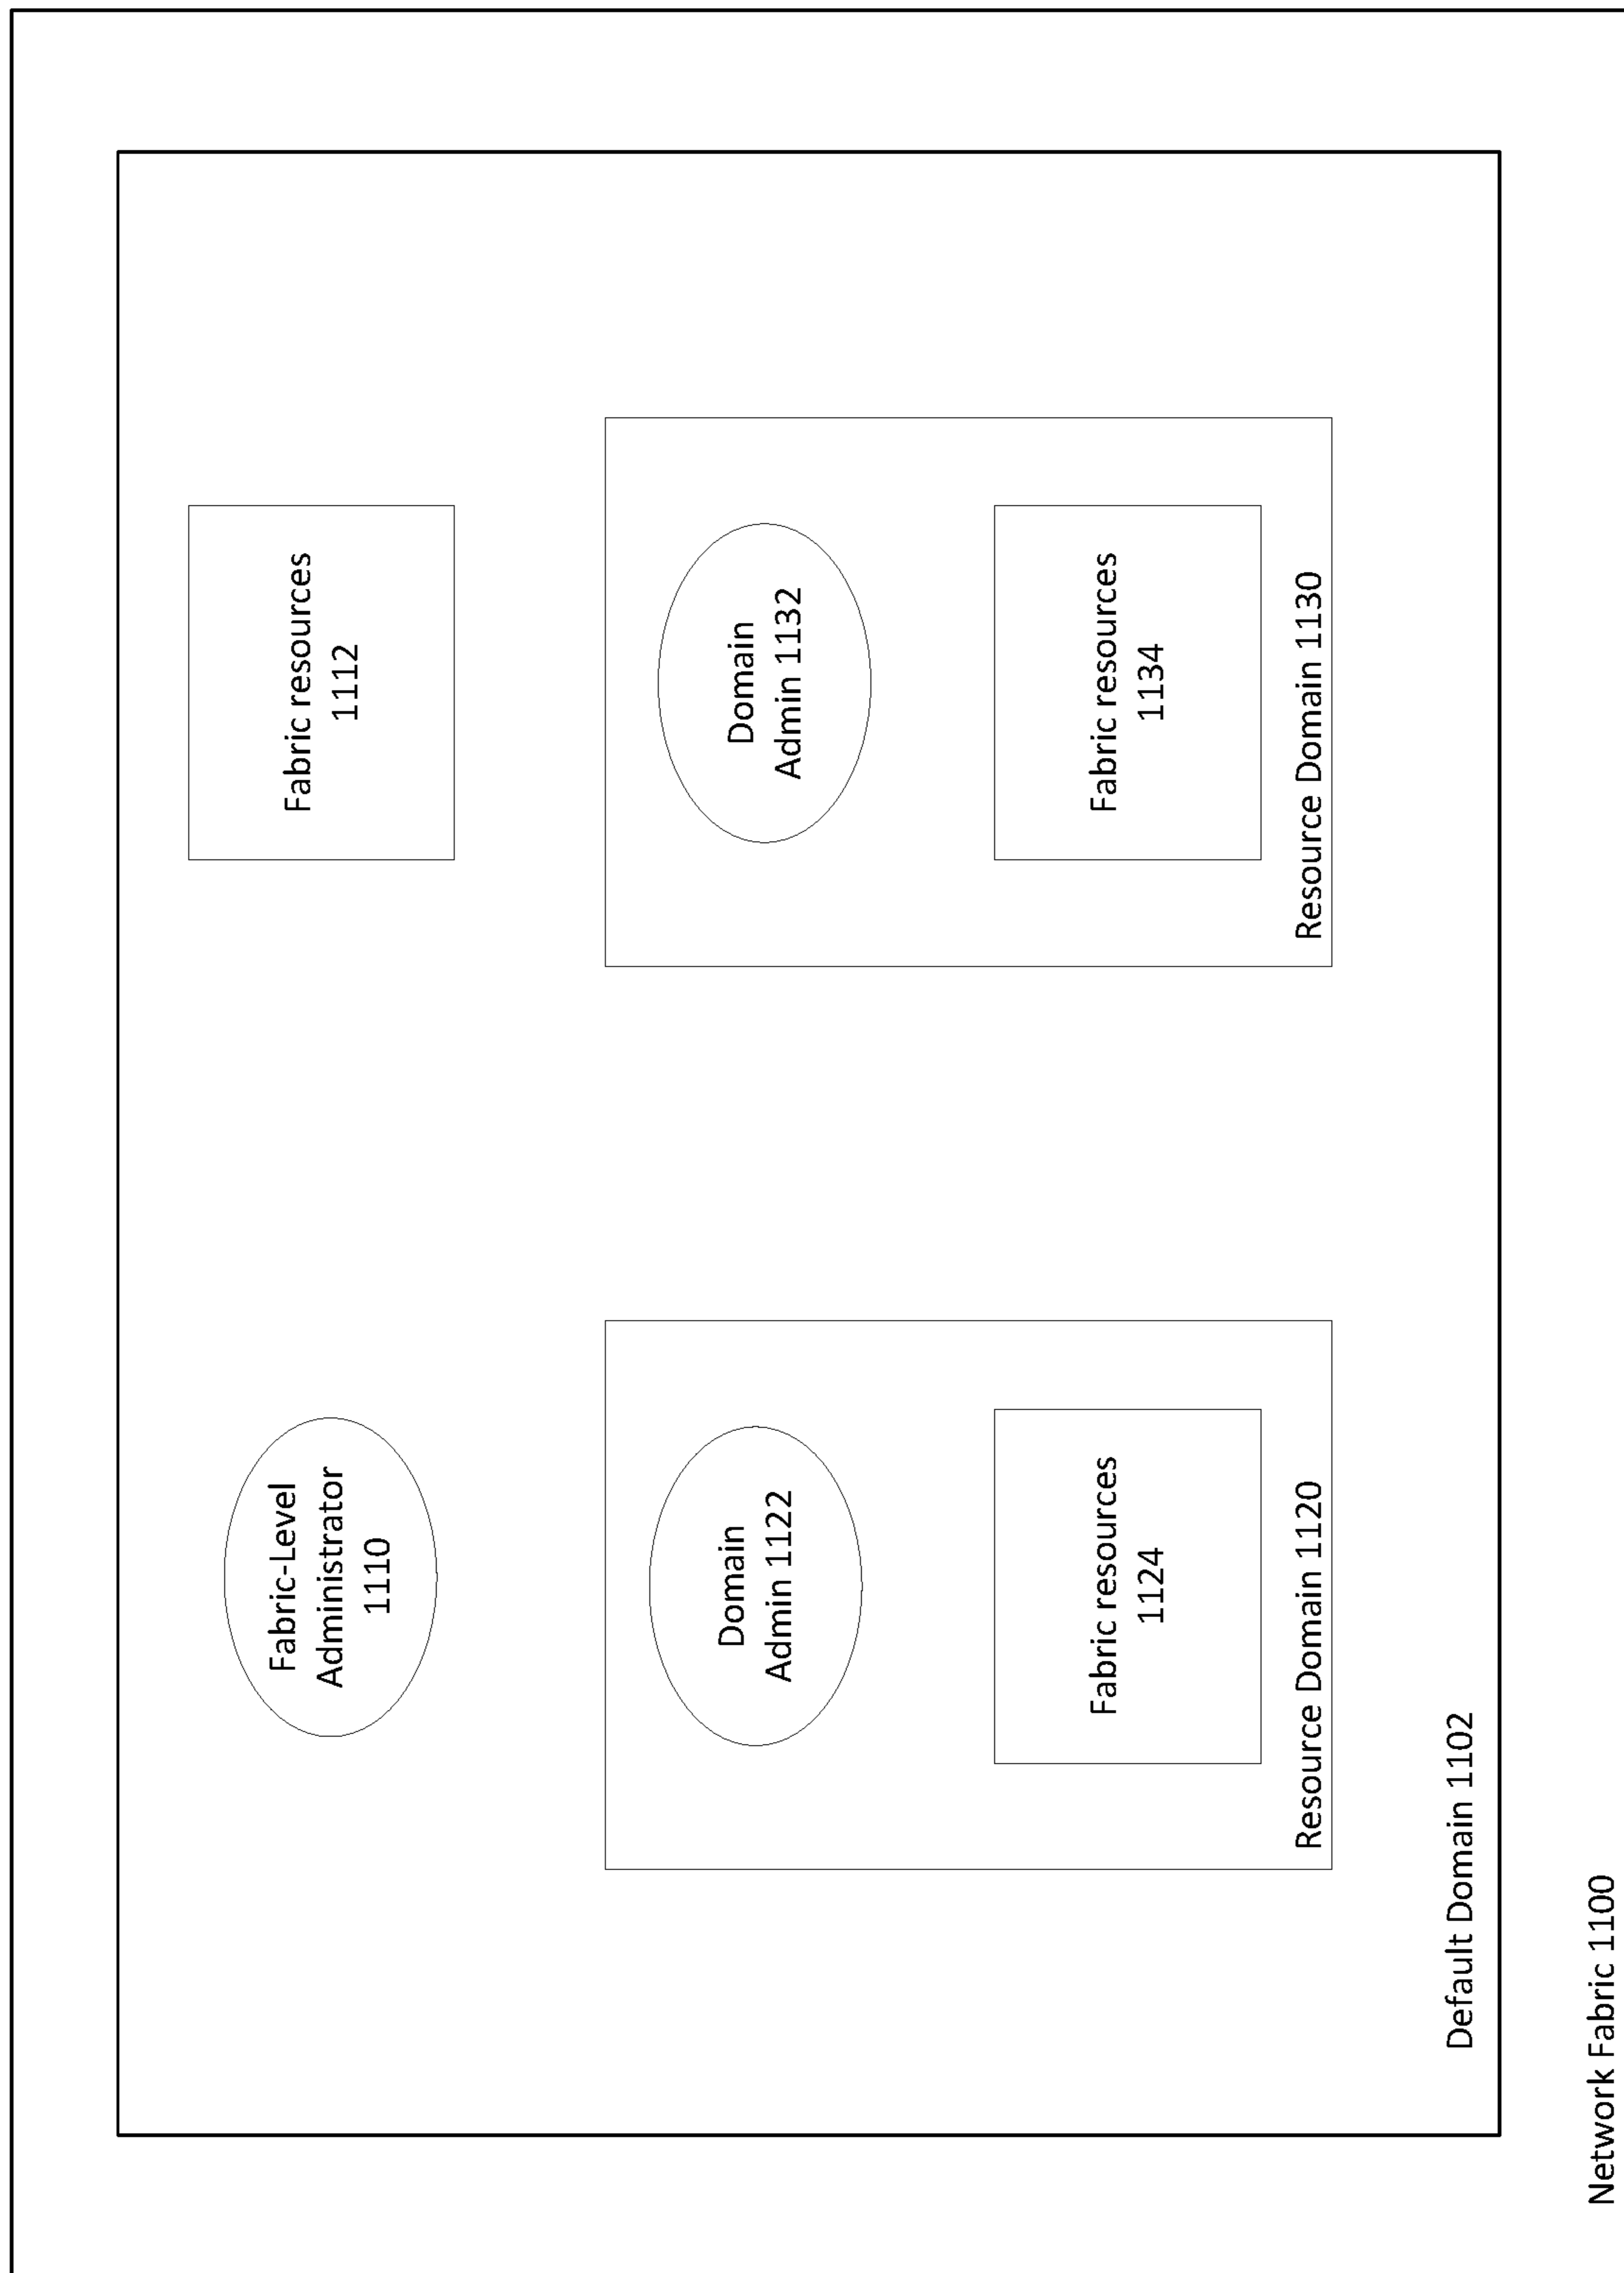 Fabric-Level
Administrator
1110
Fabric resources
1112
Domain
Admin 1122
Fabric resources
1124
Resource Domain 1120
Domain
Admin 1132
Fabric resources
1134
Resource Domain 1130
Default Domain 1102
Network Fabric 1100